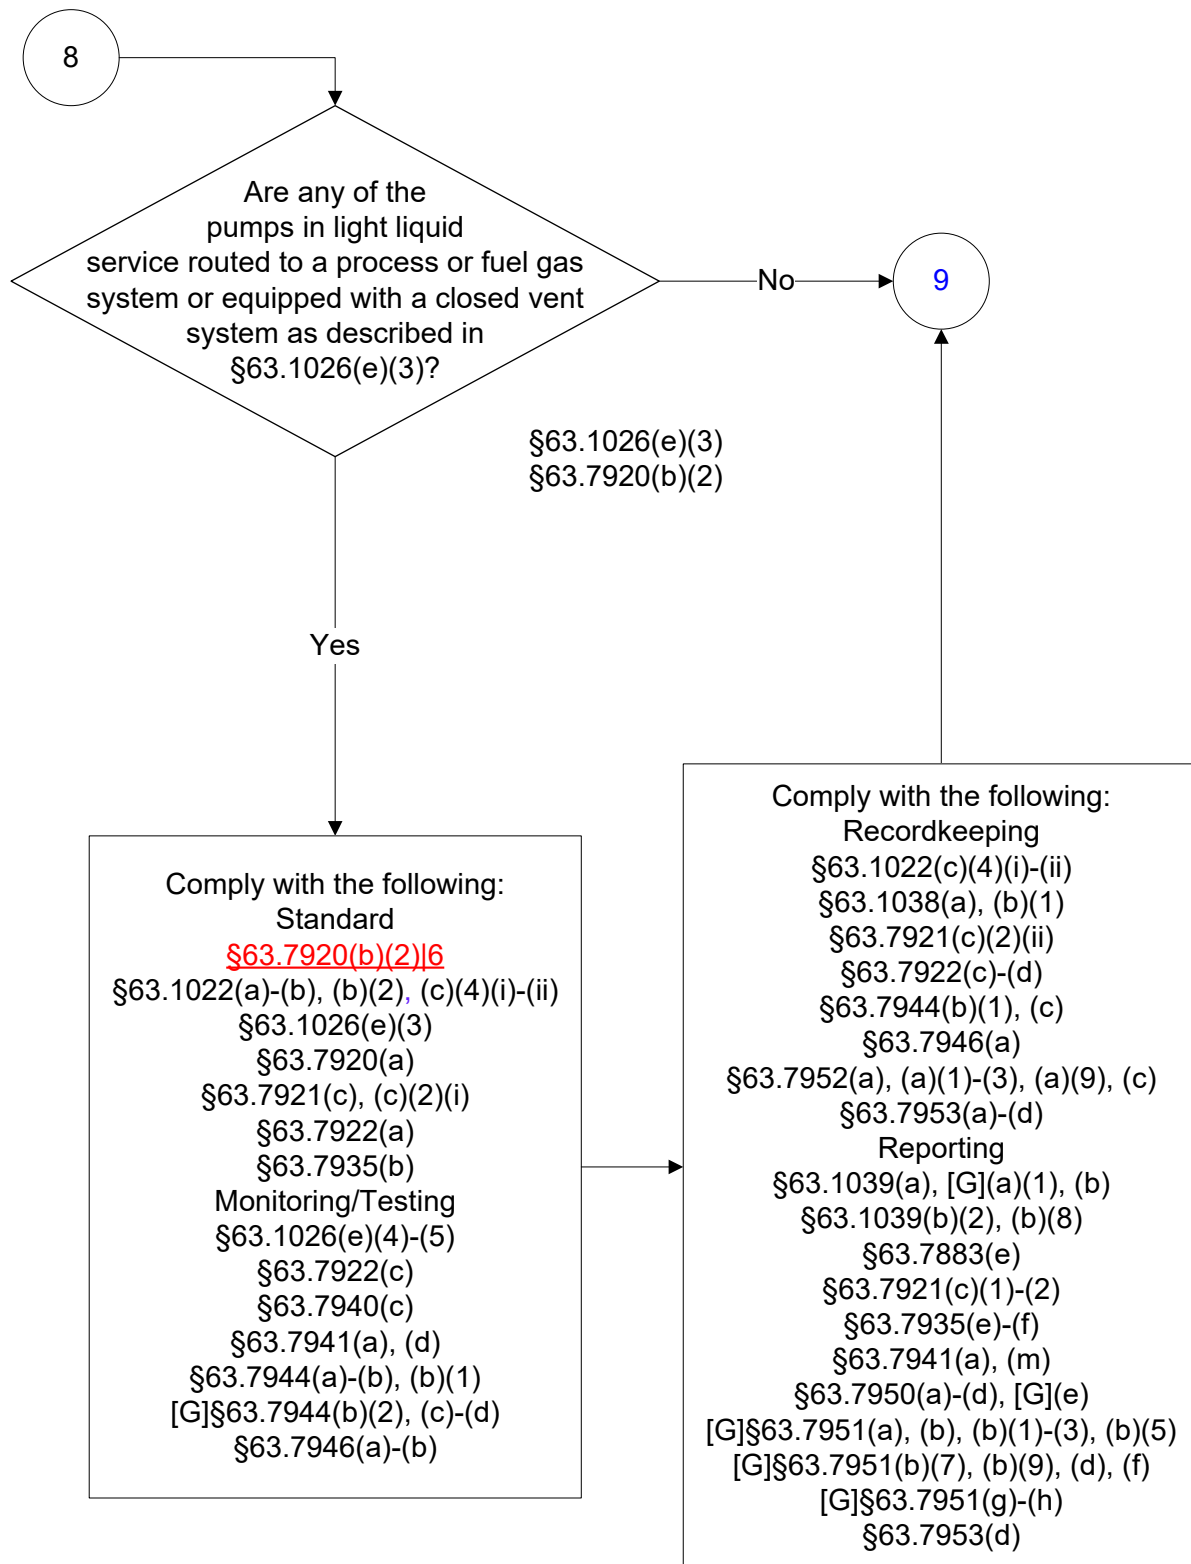 8
Are any of the
pumps in light liquid
service routed to a process or fuel gas
system or equipped with a closed vent
system as described in
§63.1026(e)(3)?
No
9
§63.1026(e)(3)
§63.7920(b)(2)
Yes
Comply with the following:
Standard
§63.7920(b)(2)|6
§63.1022(a)-(b), (b)(2), (c)(4)(i)-(ii)
§63.1026(e)(3)
§63.7920(a)
§63.7921(c), (c)(2)(i)
§63.7922(a)
§63.7935(b)
Monitoring/Testing
§63.1026(e)(4)-(5)
§63.7922(c)
§63.7940(c)
§63.7941(a), (d)
§63.7944(a)-(b), (b)(1)
[G]§63.7944(b)(2), (c)-(d)
§63.7946(a)-(b)
Comply with the following:
Recordkeeping
§63.1022(c)(4)(i)-(ii)
§63.1038(a), (b)(1)
§63.7921(c)(2)(ii)
§63.7922(c)-(d)
§63.7944(b)(1), (c)
§63.7946(a)
§63.7952(a), (a)(1)-(3), (a)(9), (c)
§63.7953(a)-(d)
Reporting
§63.1039(a), [G](a)(1), (b)
§63.1039(b)(2), (b)(8)
§63.7883(e)
§63.7921(c)(1)-(2)
§63.7935(e)-(f)
§63.7941(a), (m)
§63.7950(a)-(d), [G](e)
[G]§63.7951(a), (b), (b)(1)-(3), (b)(5)
[G]§63.7951(b)(7), (b)(9), (d), (f)
[G]§63.7951(g)-(h)
§63.7953(d)